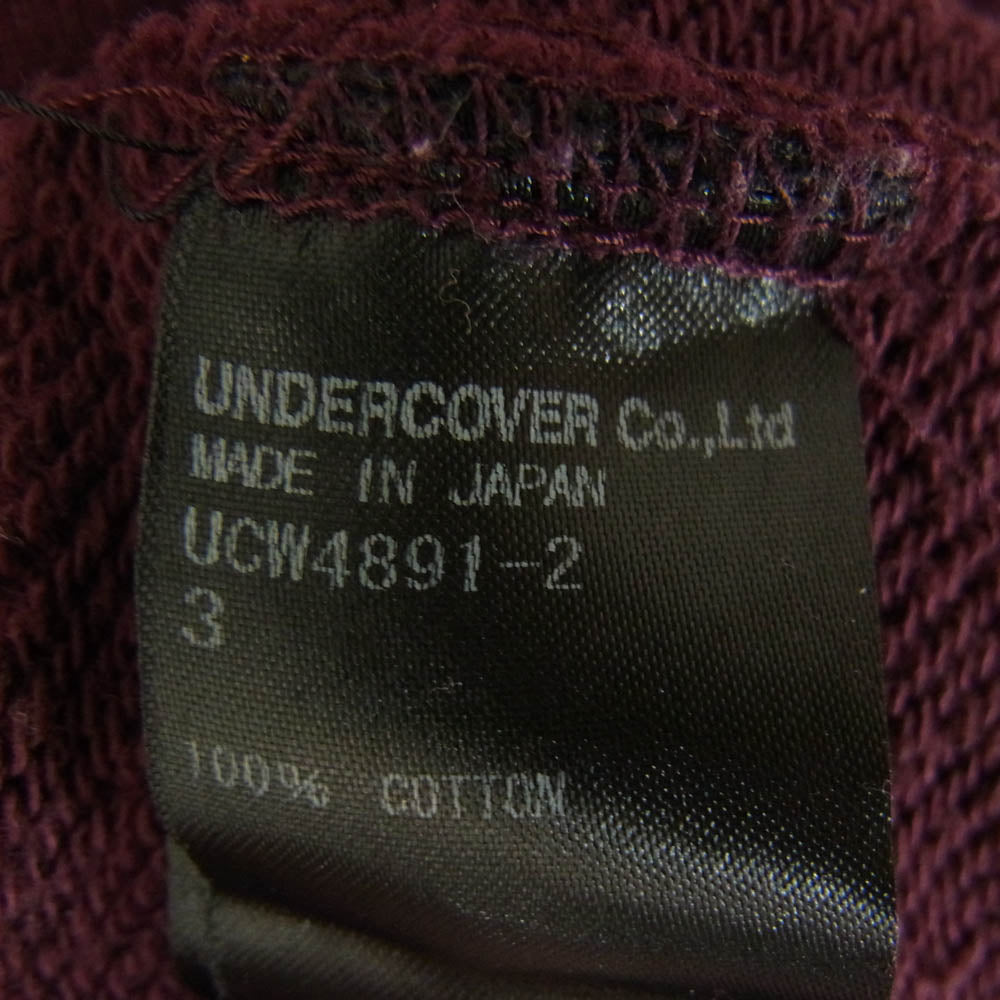 UNDERCOVER Co.,Ltd
MADE IN JAPAN
UCW4891-2
3
100% COTTON